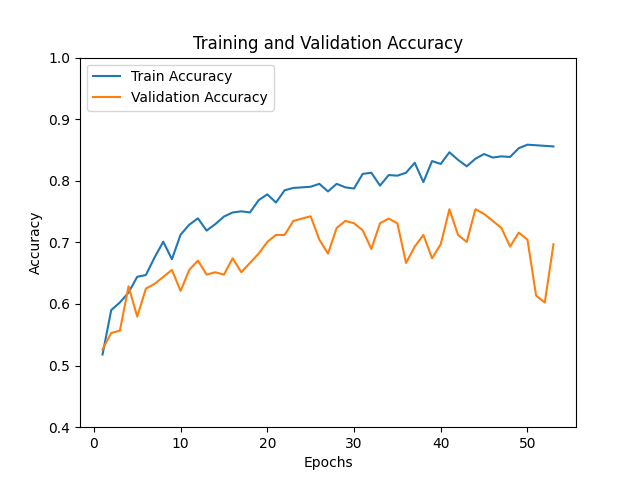 Training and Validation Accuracy
Train Accuracy
Validation Accuracy
1.0
0.9
0.8
0.7
0.6
0.5
0.4
Accuracy
0 10 20 30 40 50
Epochs